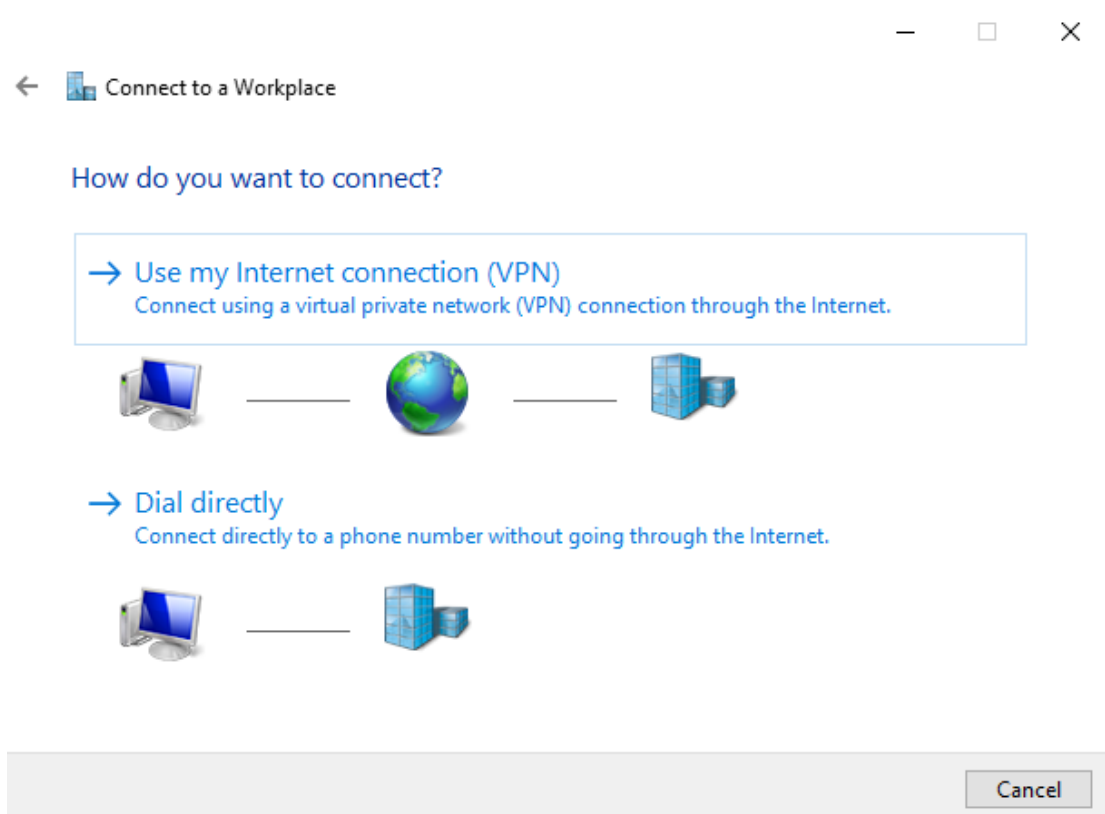 Connect to a Workplace
How do you want to connect?
Use my Internet connection (VPN)
Connect using a virtual private network (VPN) connection through the Internet.
Dial directly
Connect directly to a phone number without going through the Internet.
Cancel